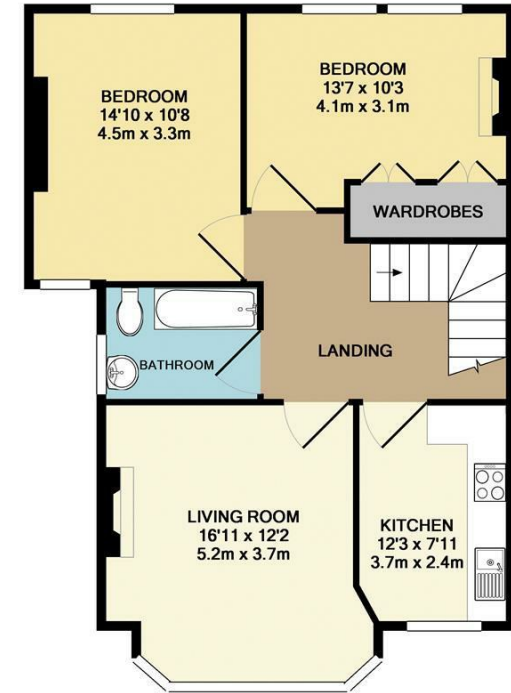 BEDROOM
14'10 x 10'8
4.5m x 3.3m
BEDROOM
13'7 x 10'3
4.1m x 3.1m
WARDROBES
BATHROOM
LANDING
LIVING ROOM
16'11 x 12'2
5.2m x 3.7m
KITCHEN
12'3 x 7'11
3.7m x 2.4m